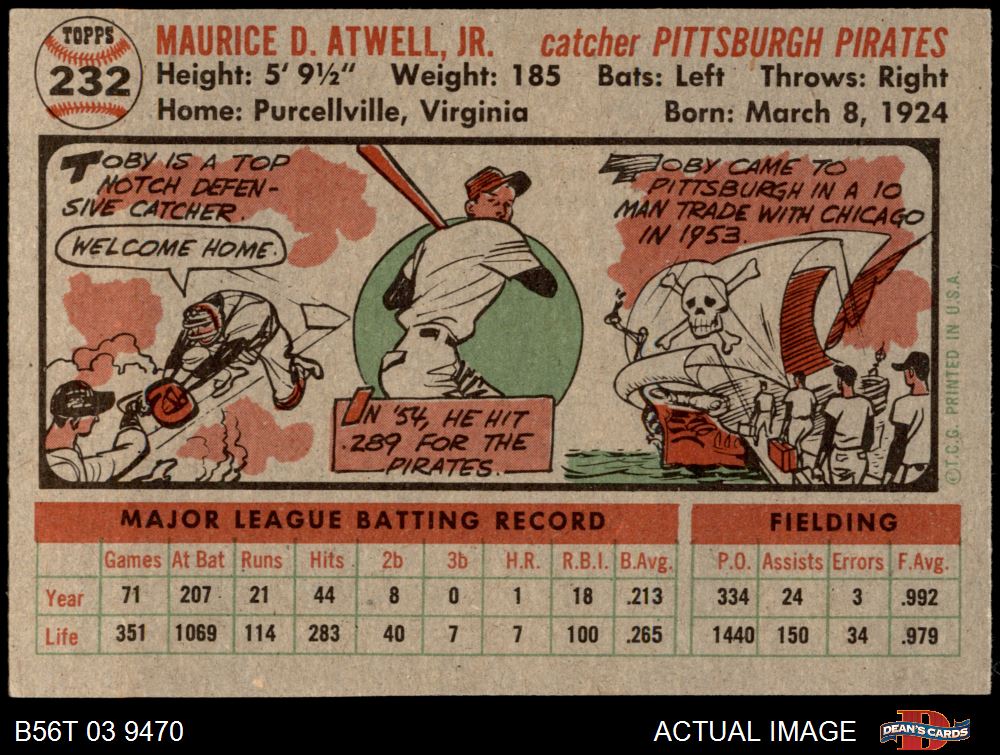 TOPPS
232
MAURICE D. ATWELL, JR. catcher PITTSBURGH PIRATES
Height: 5' 9½" Weight: 185 Bats: Left Throws: Right
Home: Purcellville, Virginia Born: March 8, 1924
TOBY IS A TOP
NOTCH DEFEN-
SIVE CATCHER.
WELCOME HOME.
IN '54, HE HIT
.289 FOR THE
PIRATES.
TOBY CAME TO
PITTSBURGH IN A 10
MAN TRADE WITH CHICAGO
IN 1953.
©T.C.G. PRINTED IN U.S.A.
MAJOR LEAGUE BATTING RECORD FIELDING
Games At Bat Runs Hits 2b 3b H.R. R.B.I. B.Avg. P.O. Assists Errors F.Avg.
Year 71 207 21 44 8 0 1 18 .213 334 24 3 .992
Life 351 1069 114 283 40 7 7 100 .265 1440 150 34 .979
B56T 03 9470 ACTUAL IMAGE D DEAN'S CARDS